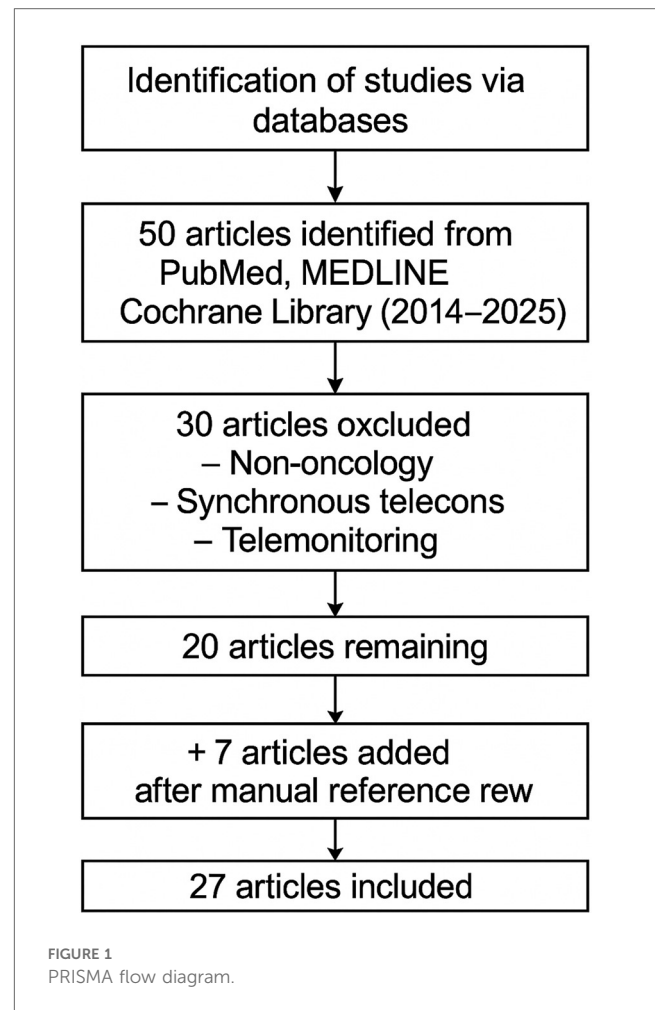 Identification of studies via
databases
50 articles identified from
PubMed, MEDLINE
Cochrane Library (2014–2025)
30 articles oxcluded
– Non-oncology
– Synchronous telecons
– Telemonitoring
20 articles remaining
+ 7 articles added
after manual reference rew
27 articles included
FIGURE 1
PRISMA flow diagram.